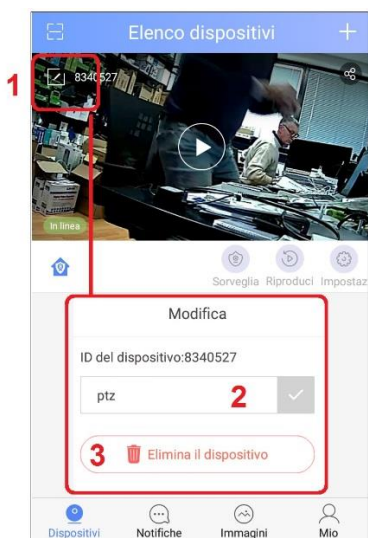 Elenco dispositivi
1
8340527
In linea
Sorveglia Riproduci Impostaz
Modifica
ID del dispositivo:8340527
ptz 2
3 Elimina il dispositivo
Dispositivi Notifiche Immagini Mio